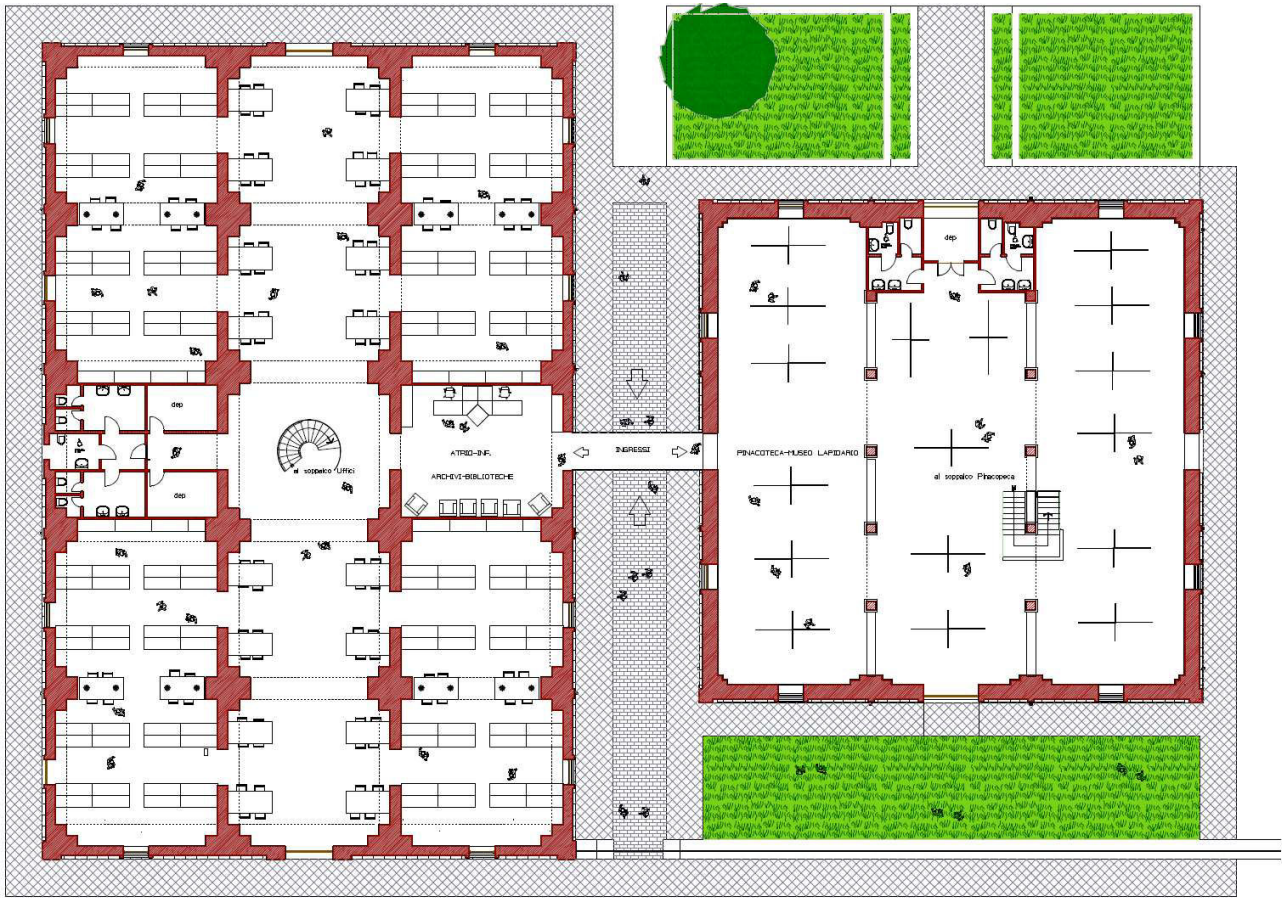 dep
dep
dep
al soppalco Uffici
ATRIO-INF.
ARCHIVI-BIBLIOTECHE
INGRESSI
PINACOTECA-MUSEO LAPIDARIO
al soppalco Pinacopeca